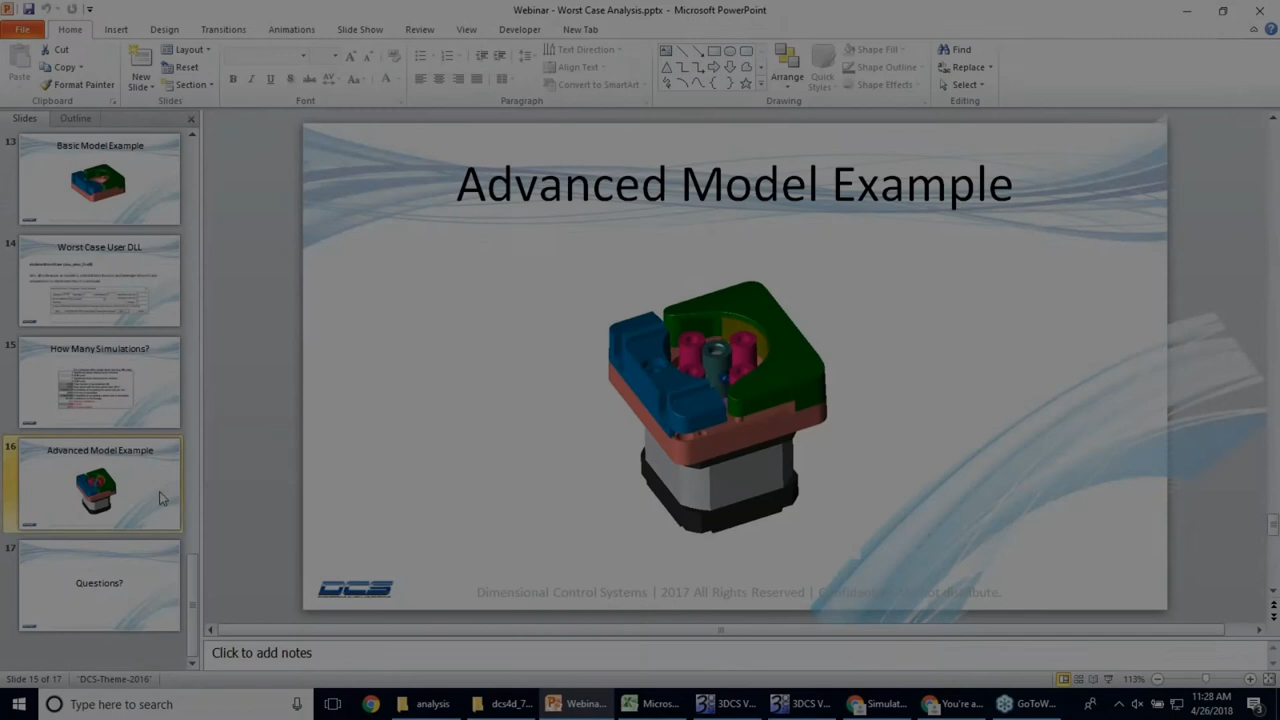 Webinar - Worst Case Analysis.pptx - Microsoft PowerPoint
File Home Insert Design Transitions Animations Slide Show Review View Developer New Tab
Paste
Cut
Copy
Format Painter
Clipboard
New Slide
Layout
Reset
Section
Slides
B I U S abc AV Aa A
Font
Text Direction
Align Text
Convert to SmartArt
Paragraph
Arrange
Quick Styles
Shape Fill
Shape Outline
Shape Effects
Drawing
Find
Replace
Select
Editing
Slides Outline
13
Basic Model Example
14
Worst Case User DLL
15
How Many Simulations?
16
Advanced Model Example
17
Questions?
Advanced Model Example
DCS
Dimensional Control Systems | 2017 All Rights Reserved |
Click to add notes
Slide 15 of 17 "DCS-Theme-2016" 113%
Type here to search
analysis
dcs4d_7...
Webina...
Micros...
3DCS V...
3DCS V...
Simulat...
You're a...
GoToW...
11:28 AM
4/26/2018
3